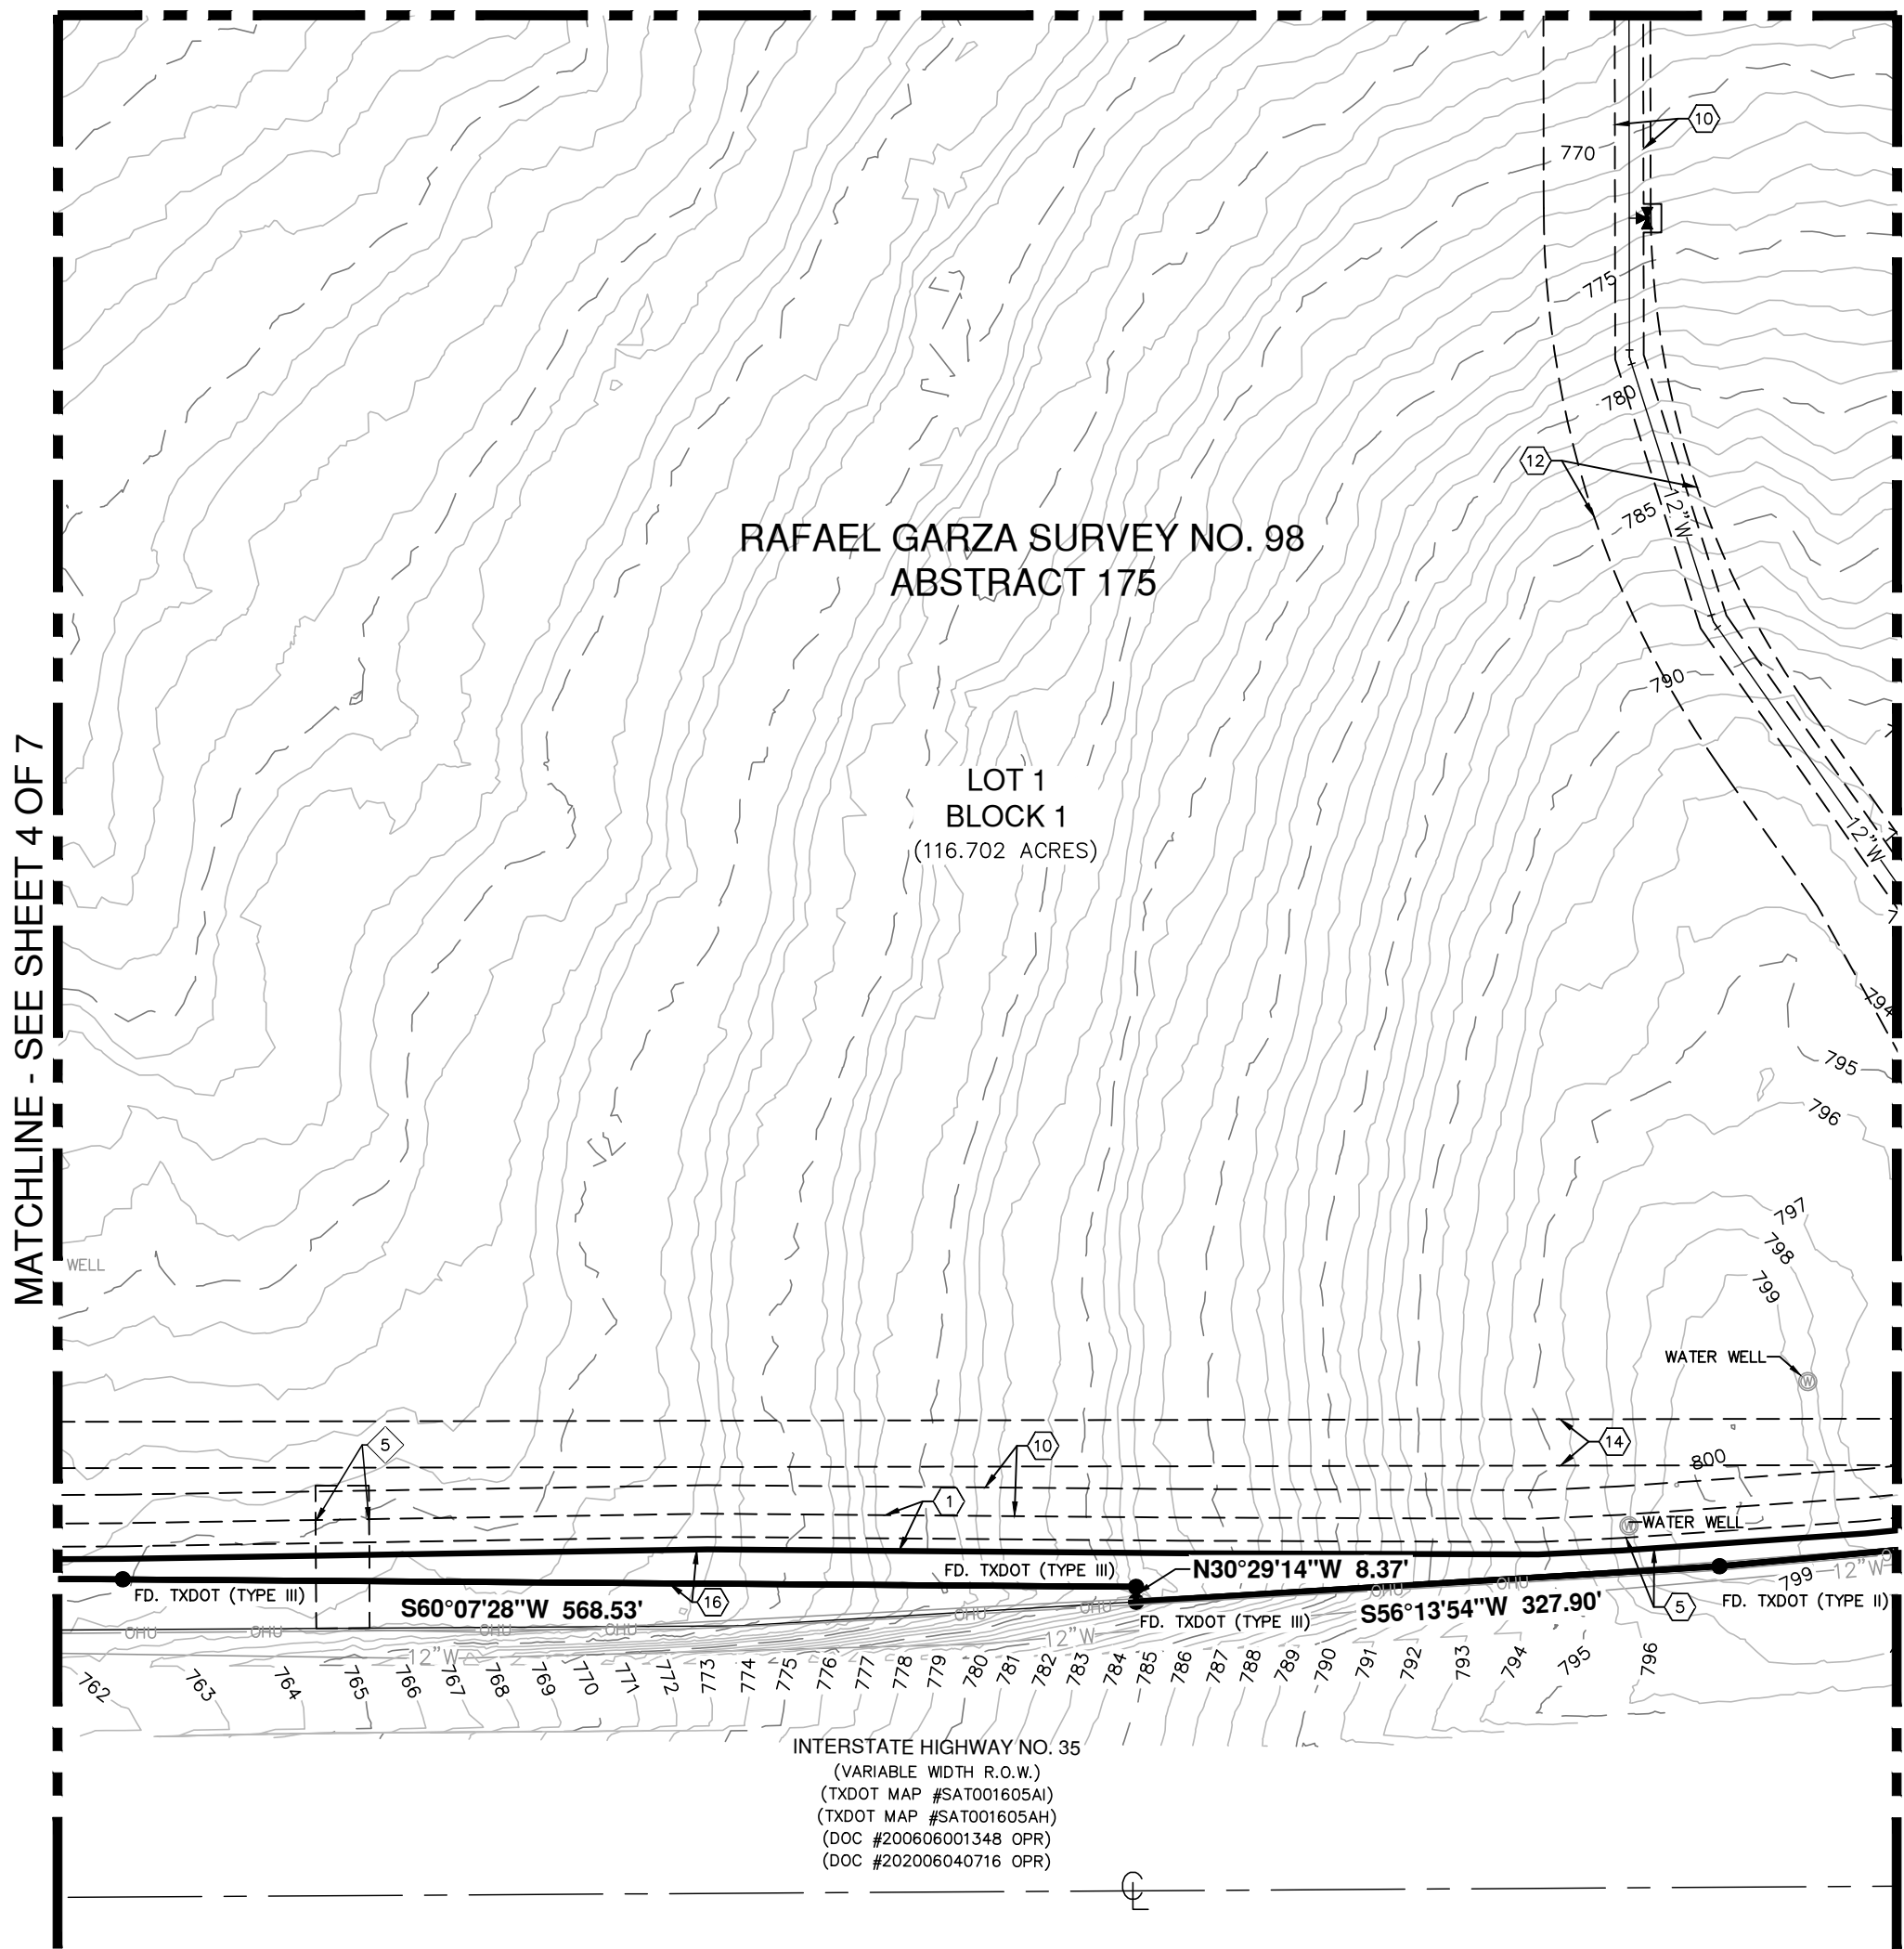 10
770
775
780
12
12"W
785
RAFAEL GARZA SURVEY NO. 98
ABSTRACT 175
790
MATCHLINE - SEE SHEET 4 OF 7
LOT 1
BLOCK 1
(116.702 ACRES)
12"W
794
795
796
797
798
799
WELL
WATER WELL
W
5
10
14
1
800
W
WATER WELL
FD. TXDOT (TYPE III)
N30°29'14"W 8.37'
FD. TXDOT (TYPE III)
16
S60°07'28"W 568.53'
FD. TXDOT (TYPE III)
S56°13'54"W 327.90'
5
799
12"W
FD. TXDOT (TYPE II)
OHU
OHU
OHU
OHU
OHU
OHU
OHU
OHU
12"W
12"W
762
763
764
765
766
767
768
769
770
771
772
773
774
775
776
777
778
779
780
781
782
783
784
785
786
787
788
789
790
791
792
793
794
795
796
INTERSTATE HIGHWAY NO. 35
(VARIABLE WIDTH R.O.W.)
(TXDOT MAP #SAT001605AI)
(TXDOT MAP #SAT001605AH)
(DOC #200606001348 OPR)
(DOC #202006040716 OPR)